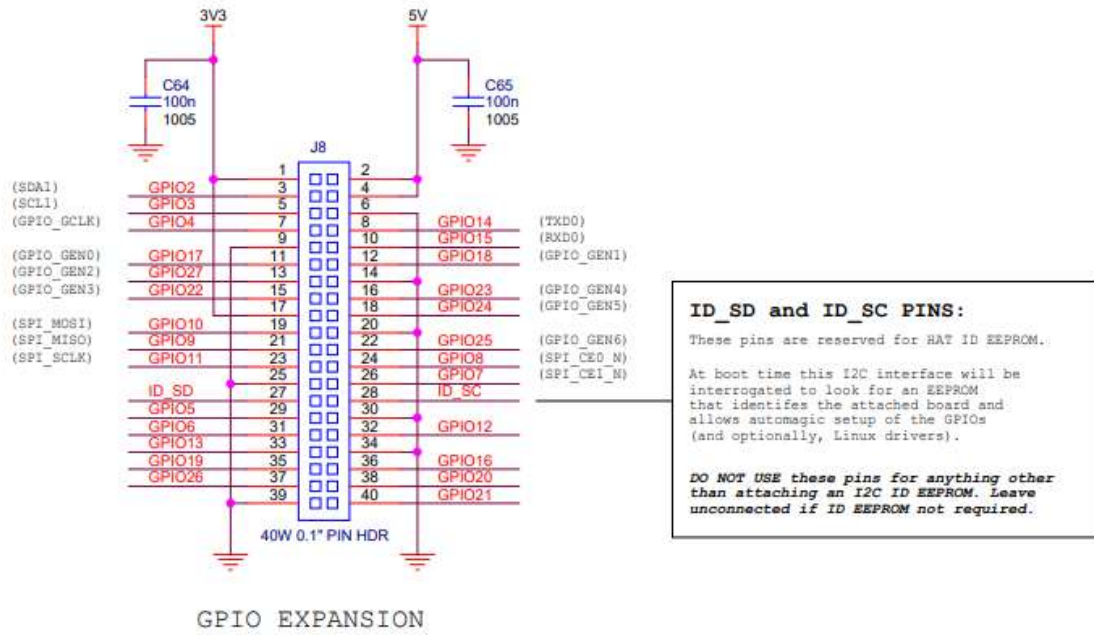 3V3 5V
C64
100n
1005
C65
100n
1005
J8
1 2
(SDA1) GPIO2 3 4
(SCL1) GPIO3 5 6
(GPIO_GCLK) GPIO4 7 8 GPIO14 (TXD0)
9 10 GPIO15 (RXD0)
(GPIO_GEN0) GPIO17 11 12 GPIO18 (GPIO_GEN1)
(GPIO_GEN2) GPIO27 13 14
(GPIO_GEN3) GPIO22 15 16 GPIO23 (GPIO_GEN4)
17 18 GPIO24 (GPIO_GEN5)
(SPI_MOSI) GPIO10 19 20
(SPI_MISO) GPIO9 21 22 GPIO25 (GPIO_GEN6)
(SPI_SCLK) GPIO11 23 24 GPIO8 (SPI_CE0_N)
25 26 GPIO7 (SPI_CE1_N)
ID_SD 27 28 ID_SC
GPIO5 29 30
GPIO6 31 32 GPIO12
GPIO13 33 34
GPIO19 35 36 GPIO16
GPIO26 37 38 GPIO20
39 40 GPIO21
40W 0.1" PIN HDR
GPIO EXPANSION
ID_SD and ID_SC PINS:
These pins are reserved for HAT ID EEPROM.
At boot time this I2C interface will be
interrogated to look for an EEPROM
that identifes the attached board and
allows automagic setup of the GPIOs
(and optionally, Linux drivers).
DO NOT USE these pins for anything other
than attaching an I2C ID EEPROM. Leave
unconnected if ID EEPROM not required.